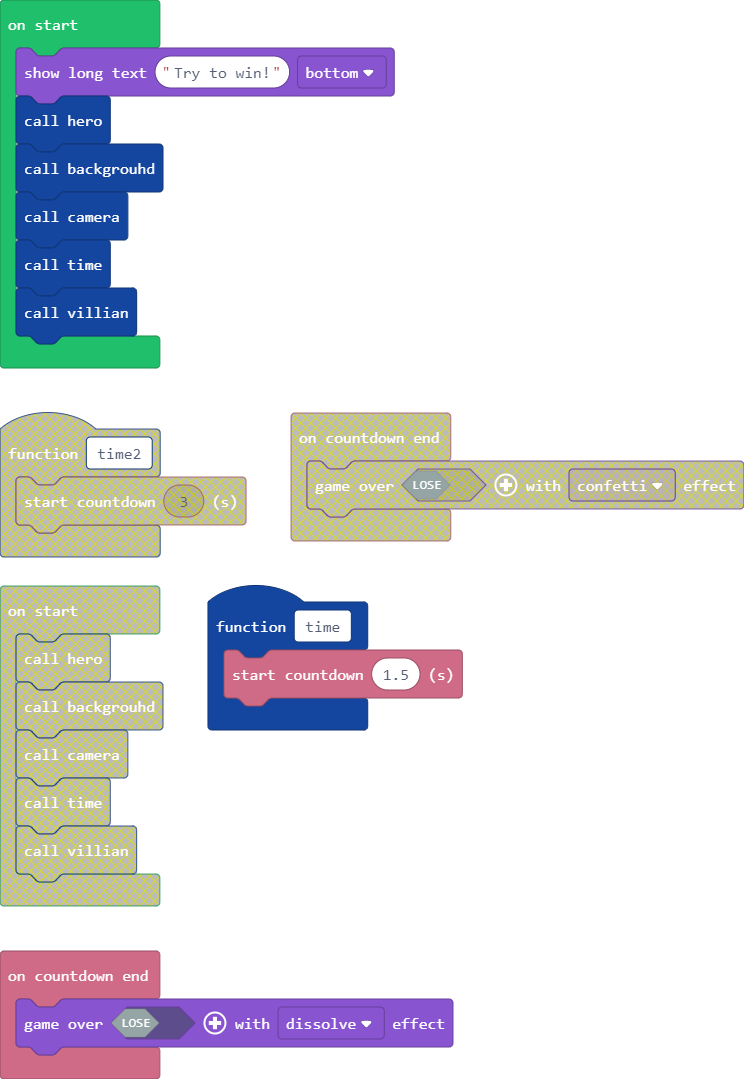 on start
show long text "Try to win!" bottom
call hero
call backgrouhd
call camera
call time
call villian
function time2
start countdown 3 (s)
on countdown end
game over LOSE with confetti effect
on start
call hero
call backgrouhd
call camera
call time
call villian
function time
start countdown 1.5 (s)
on countdown end
game over LOSE with dissolve effect